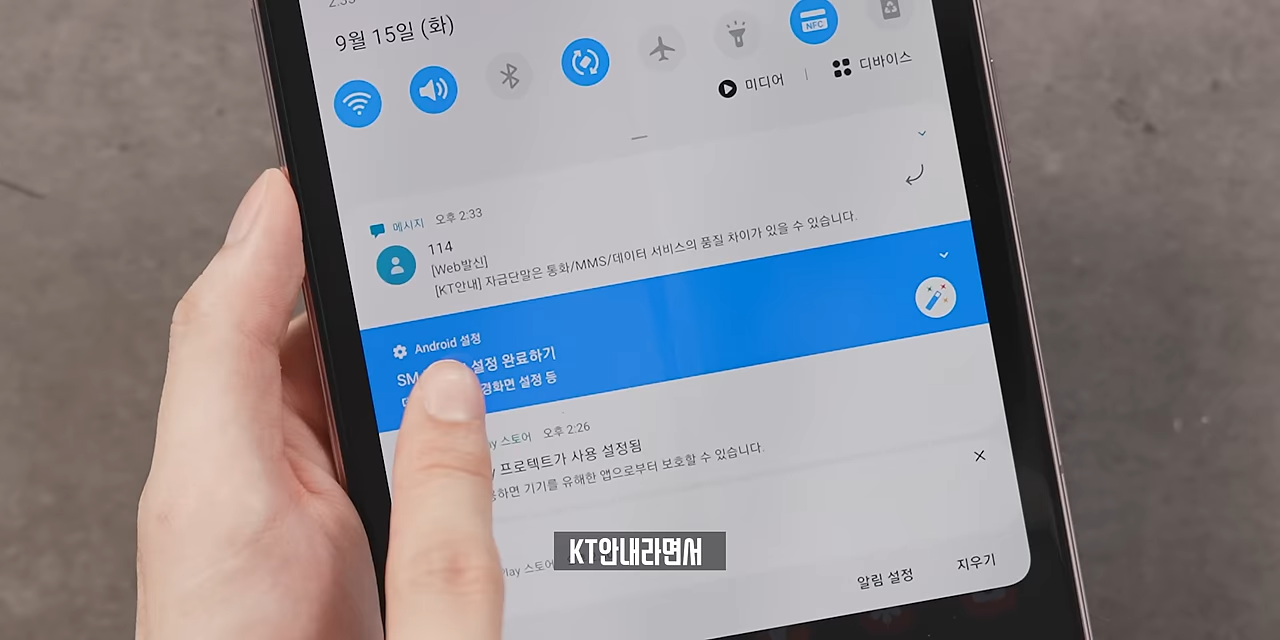 9월 15일 (화)
NFC
미디어 | 디바이스
메시지 오후 2:33
114
[Web발신]
[KT안내] 자급단말은 통화/MMS/데이터 서비스의 품질 차이가 있을 수 있습니다.
Android 설정
SM 설정 완료하기
설정 등
스토어 오후 2:26
프로텍트가 사용 설정됨
기기를 유해한 앱으로부터 보호할 수 있습니다.
KT안내라면서
스토어
알림 설정 지우기